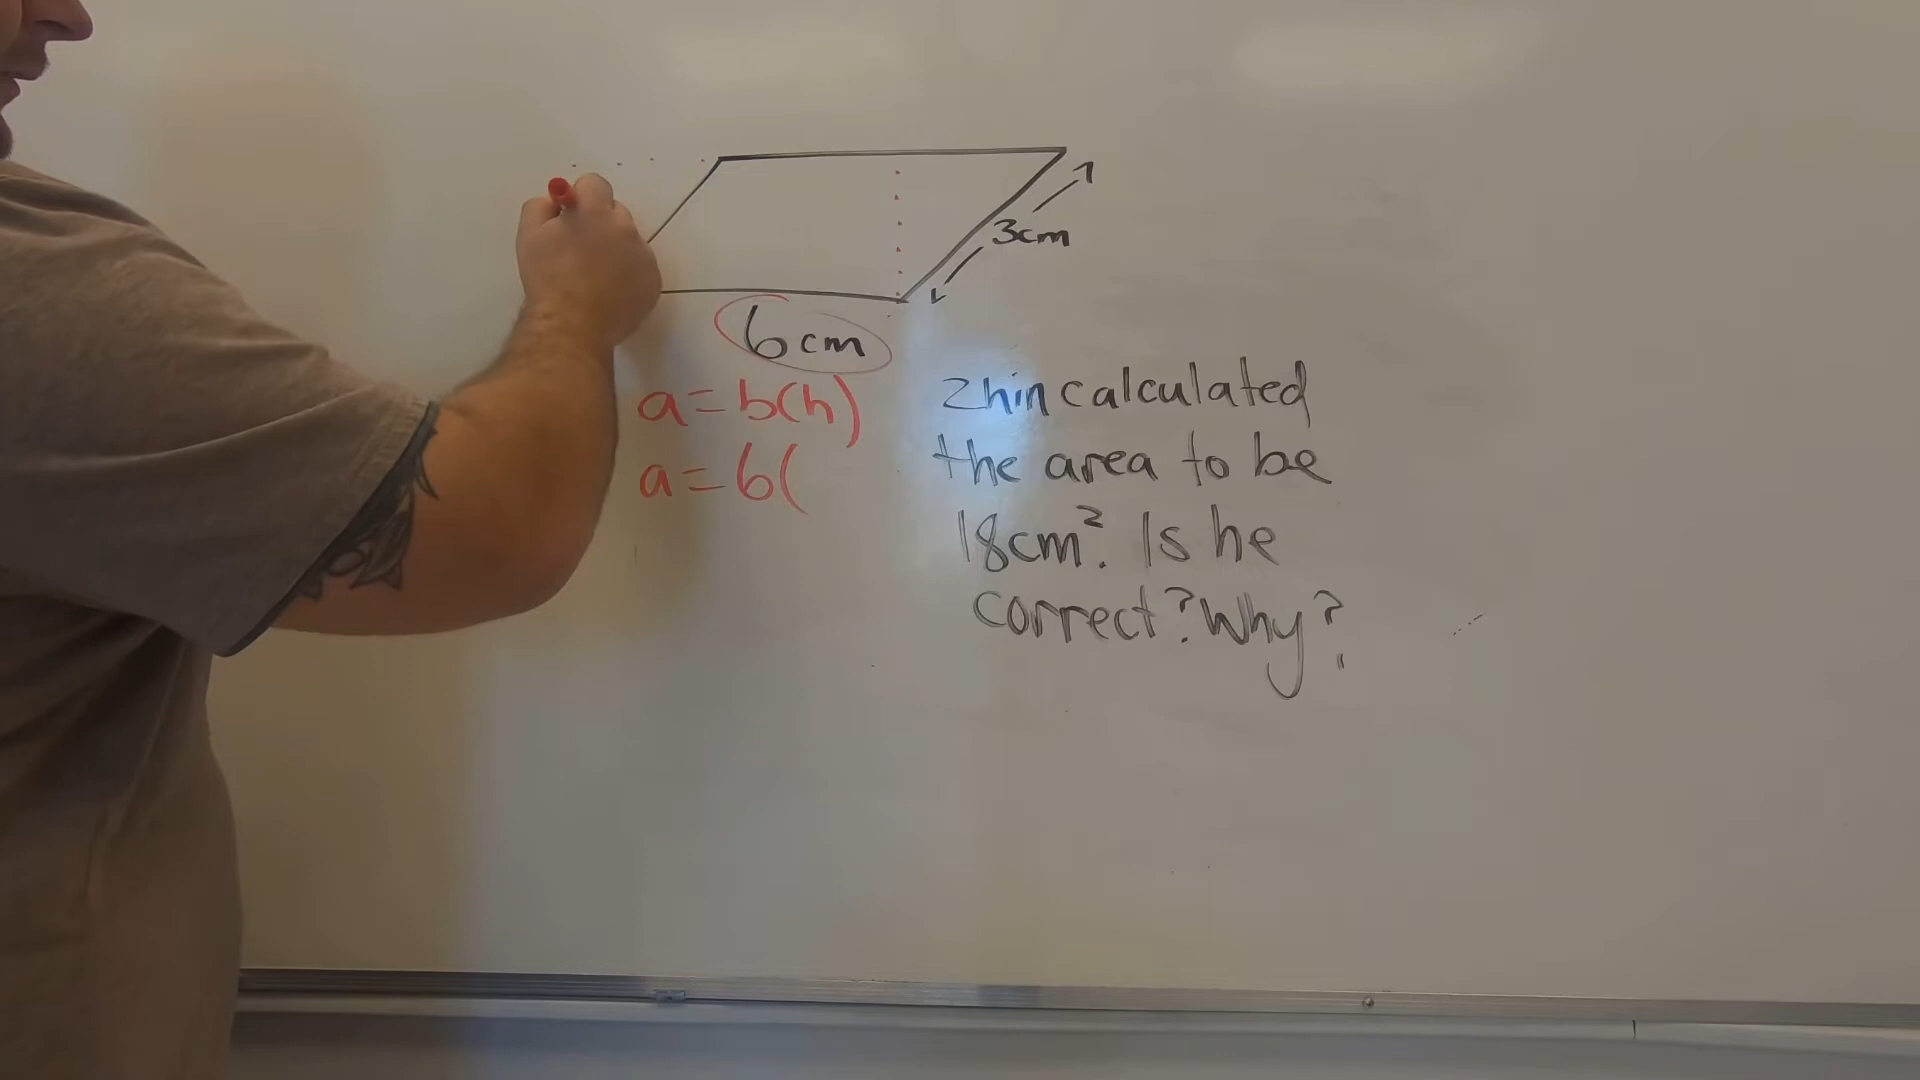 3cm
6cm
a=b(h)
a=6(
Zhin calculated
the area to be
18cm². Is he
correct? Why?